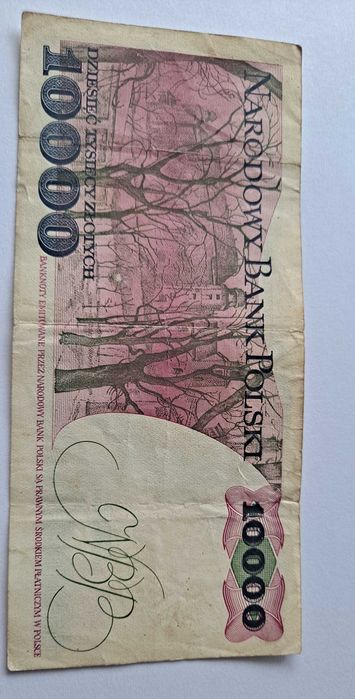 NARODOWY BANK POLSKI
10000
DZIESIĘĆ TYSIĘCY ZŁOTYCH
10000
BANKNOTY EMITOWANE PRZEZ NARODOWY BANK POLSKI SĄ PRAWNYM ŚRODKIEM PŁATNICZYM W POLSCE